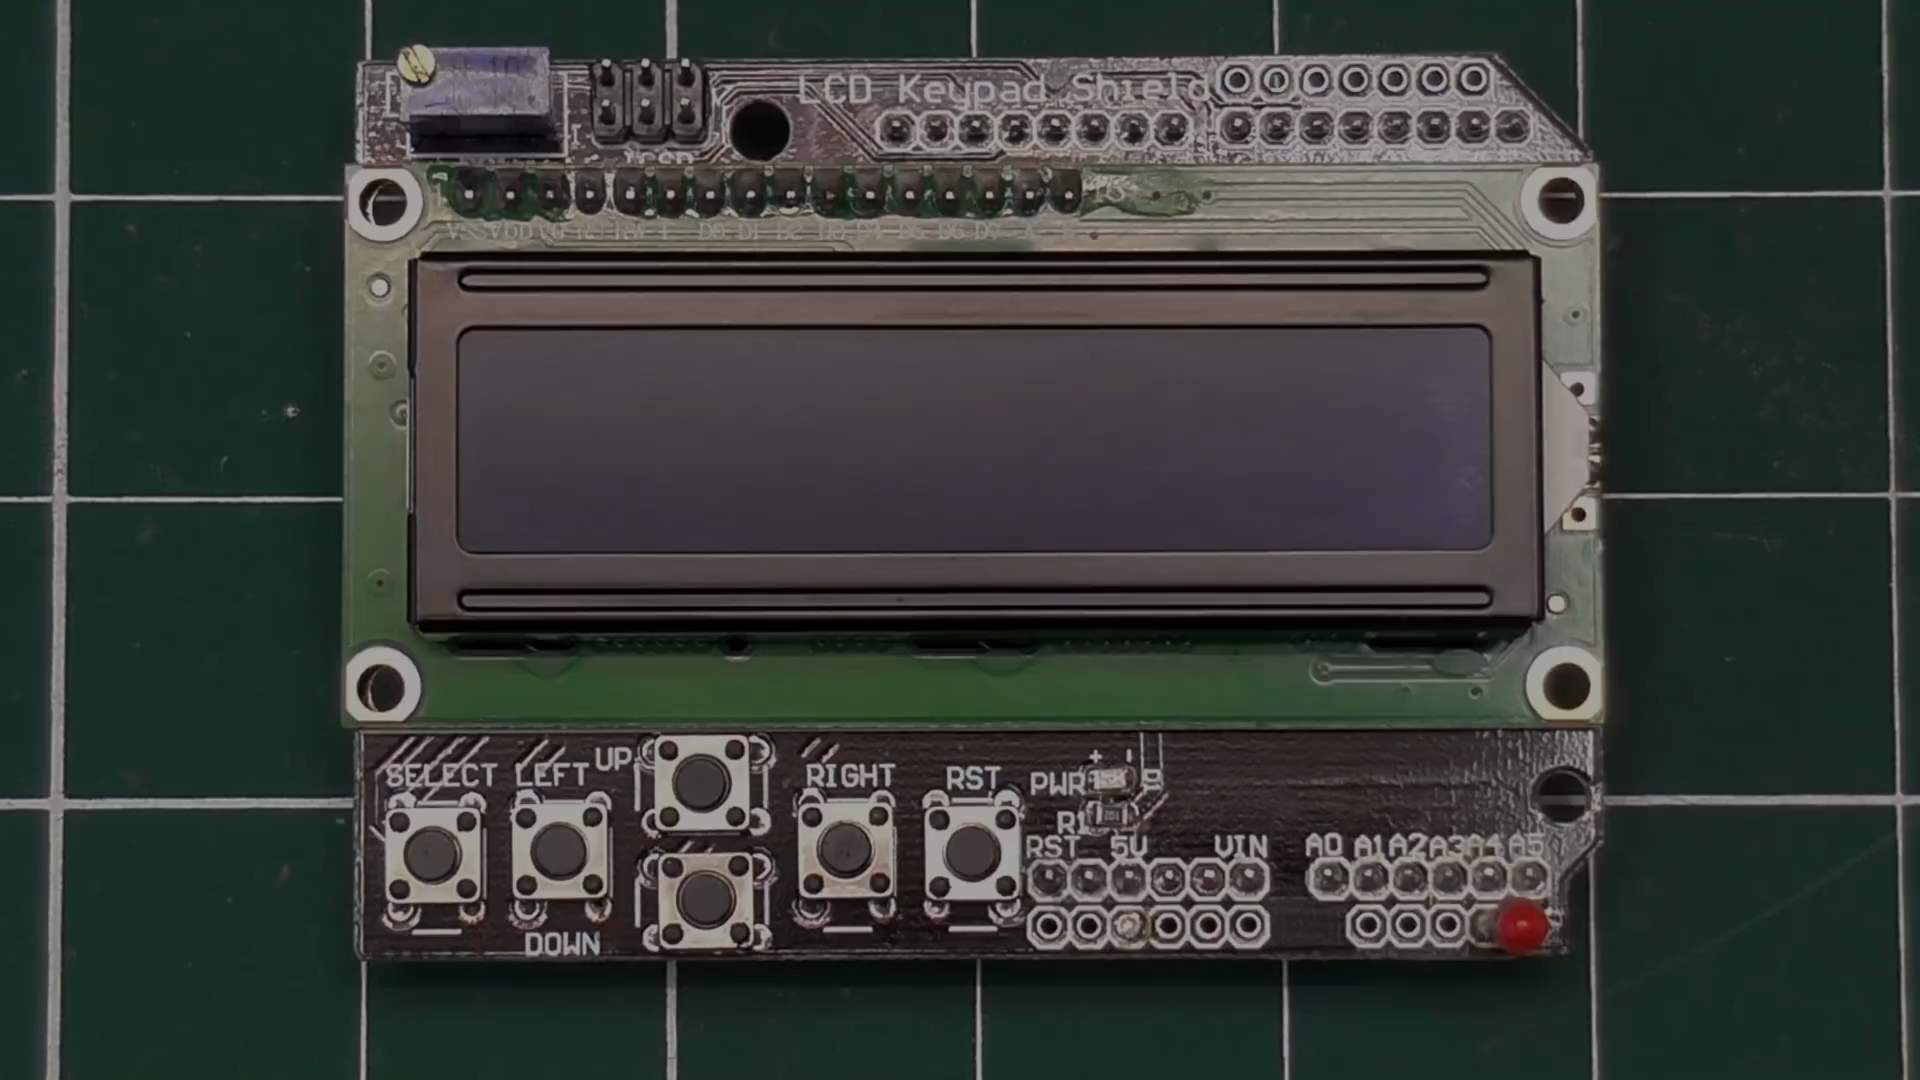 LCD Keypad Shield
ICSP
SELECT LEFT UP RIGHT RST PWR
R1
RST 5V VIN A0 A1 A2 A3 A4 A5
DOWN